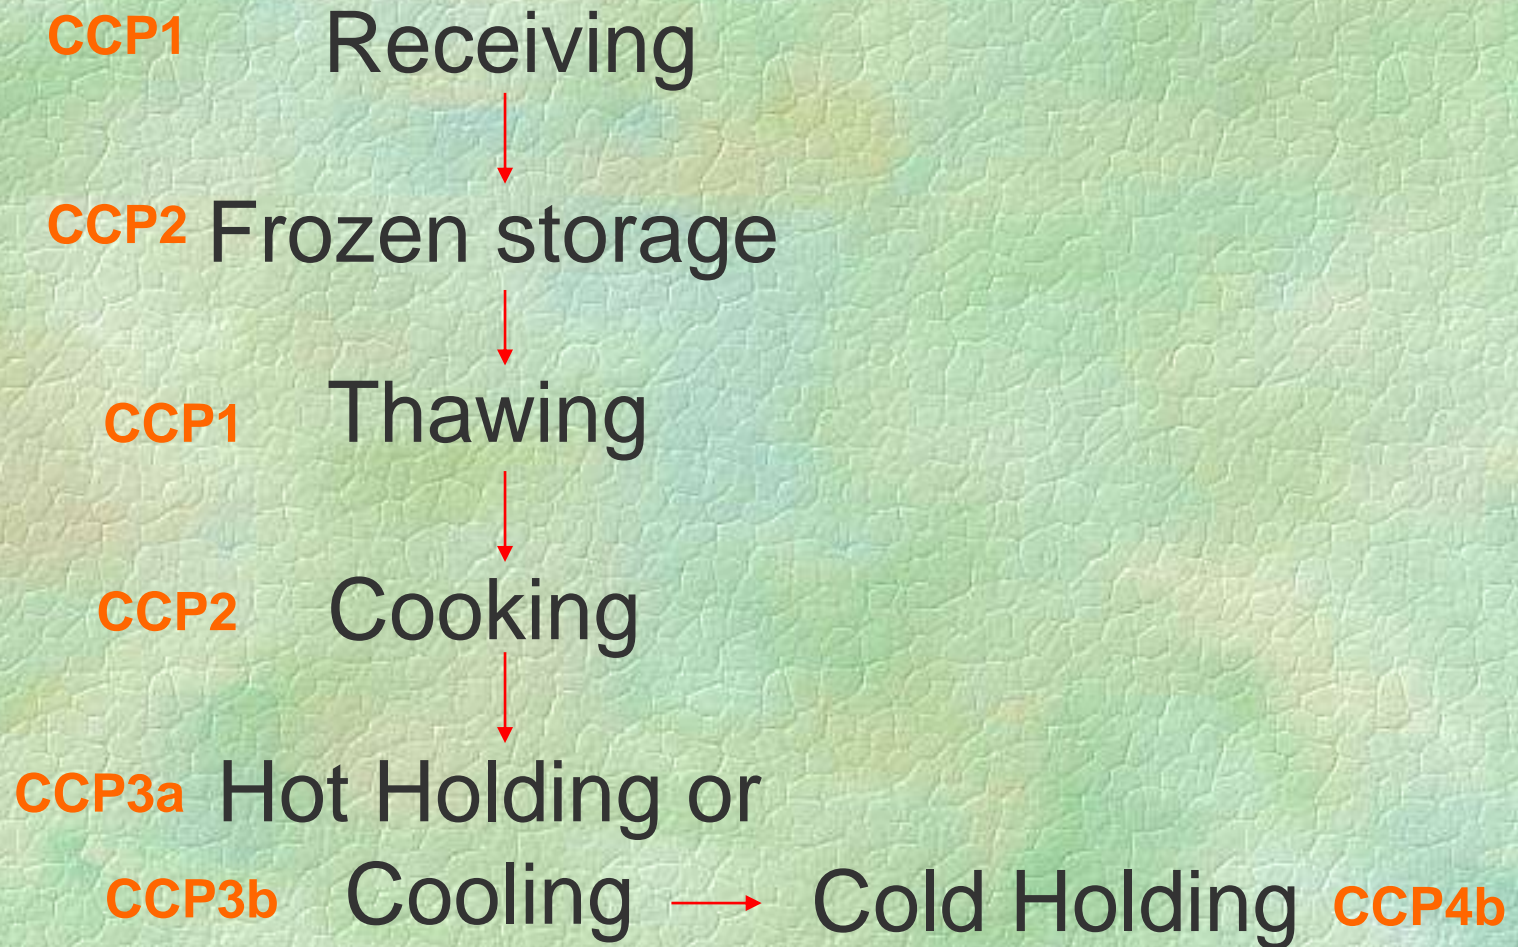 CCP1 Receiving
CCP2 Frozen storage
CCP1 Thawing
CCP2 Cooking
CCP3a Hot Holding or
CCP3b Cooling Cold Holding CCP4b